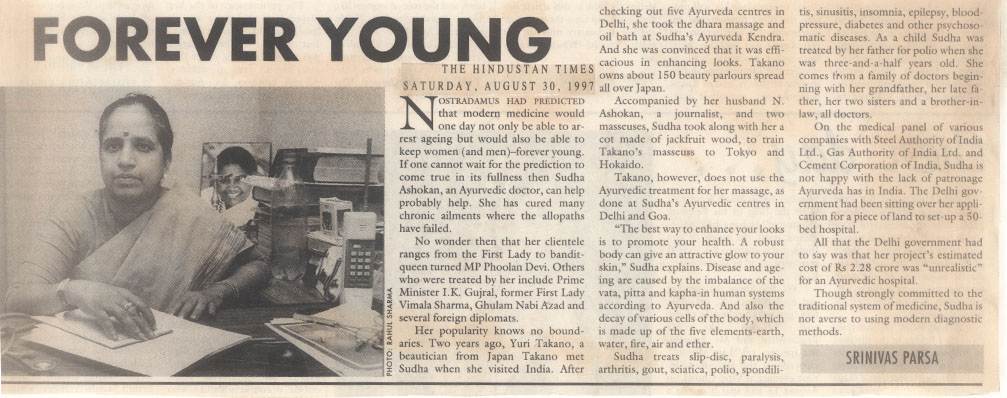 FOREVER YOUNG
THE HINDUSTAN TIMES
SATURDAY, AUGUST 30, 1997
PHOTO: RAHUL SHARMA
NOSTRADAMUS HAD PREDICTED
that modern medicine would
one day not only be able to ar-
rest ageing but would also be able to
keep women (and men)–forever young.
If one cannot wait for the prediction to
come true in its fullness then Sudha
Ashokan, an Ayurvedic doctor, can help
probably help. She has cured many
chronic ailments where the allopaths
have failed.
No wonder then that her clientele
ranges from the First Lady to bandit-
queen turned MP Phoolan Devi. Others
who were treated by her include Prime
Minister I.K. Gujral, former First Lady
Vimala Sharma, Ghulam Nabi Azad and
several foreign diplomats.
Her popularity knows no bound-
aries. Two years ago, Yuri Takano, a
beautician from Japan Takano met
Sudha when she visited India. After
checking out five Ayurveda centres in
Delhi, she took the dhara massage and
oil bath at Sudha's Ayurveda Kendra.
And she was convinced that it was effi-
cacious in enhancing looks. Takano
owns about 150 beauty parlours spread
all over Japan.
Accompanied by her husband N.
Ashokan, a journalist, and two
masseuses, Sudha took along with her a
cot made of jackfruit wood, to train
Takano's masseuss to Tokyo and
Hokaido.
Takano, however, does not use the
Ayurvedic treatment for her massage, as
done at Sudha's Ayurvedic centres in
Delhi and Goa.
"The best way to enhance your looks
is to promote your health. A robust
body can give an attractive glow to your
skin," Sudha explains. Disease and age-
ing are caused by the imbalance of the
vata, pitta and kapha-in human systems
according to Ayurveda. And also the
decay of various cells of the body, which
is made up of the five elements-earth,
water, fire, air and ether.
Sudha treats slip-disc, paralysis,
arthritis, gout, sciatica, polio, spondili-
tis, sinusitis, insomnia, epilepsy, blood-
pressure, diabetes and other psychoso-
matic diseases. As a child Sudha was
treated by her father for polio when she
was three-and-a-half years old. She
comes from a family of doctors begin-
ning with her grandfather, her late fa-
ther, her two sisters and a brother-in-
law, all doctors.
On the medical panel of various
companies with Steel Authority of India
Ltd., Gas Authority of India Ltd. and
Cement Corporation of India, Sudha is
not happy with the lack of patronage
Ayurveda has in India. The Delhi gov-
ernment had been sitting over her appli-
cation for a piece of land to set-up a 50-
bed hospital.
All that the Delhi government had
to say was that her project's estimated
cost of Rs 2.28 crore was "unrealistic"
for an Ayurvedic hospital.
Though strongly committed to the
traditional system of medicine, Sudha is
not averse to using modern diagnostic
methods.
SRINIVAS PARSA